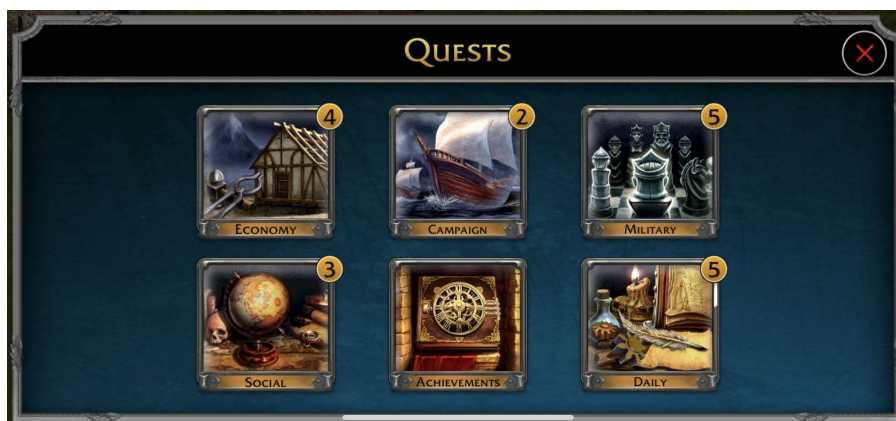 Quests
4
2
5
Economy
Campaign
Military
3
5
Social
Achievements
Daily